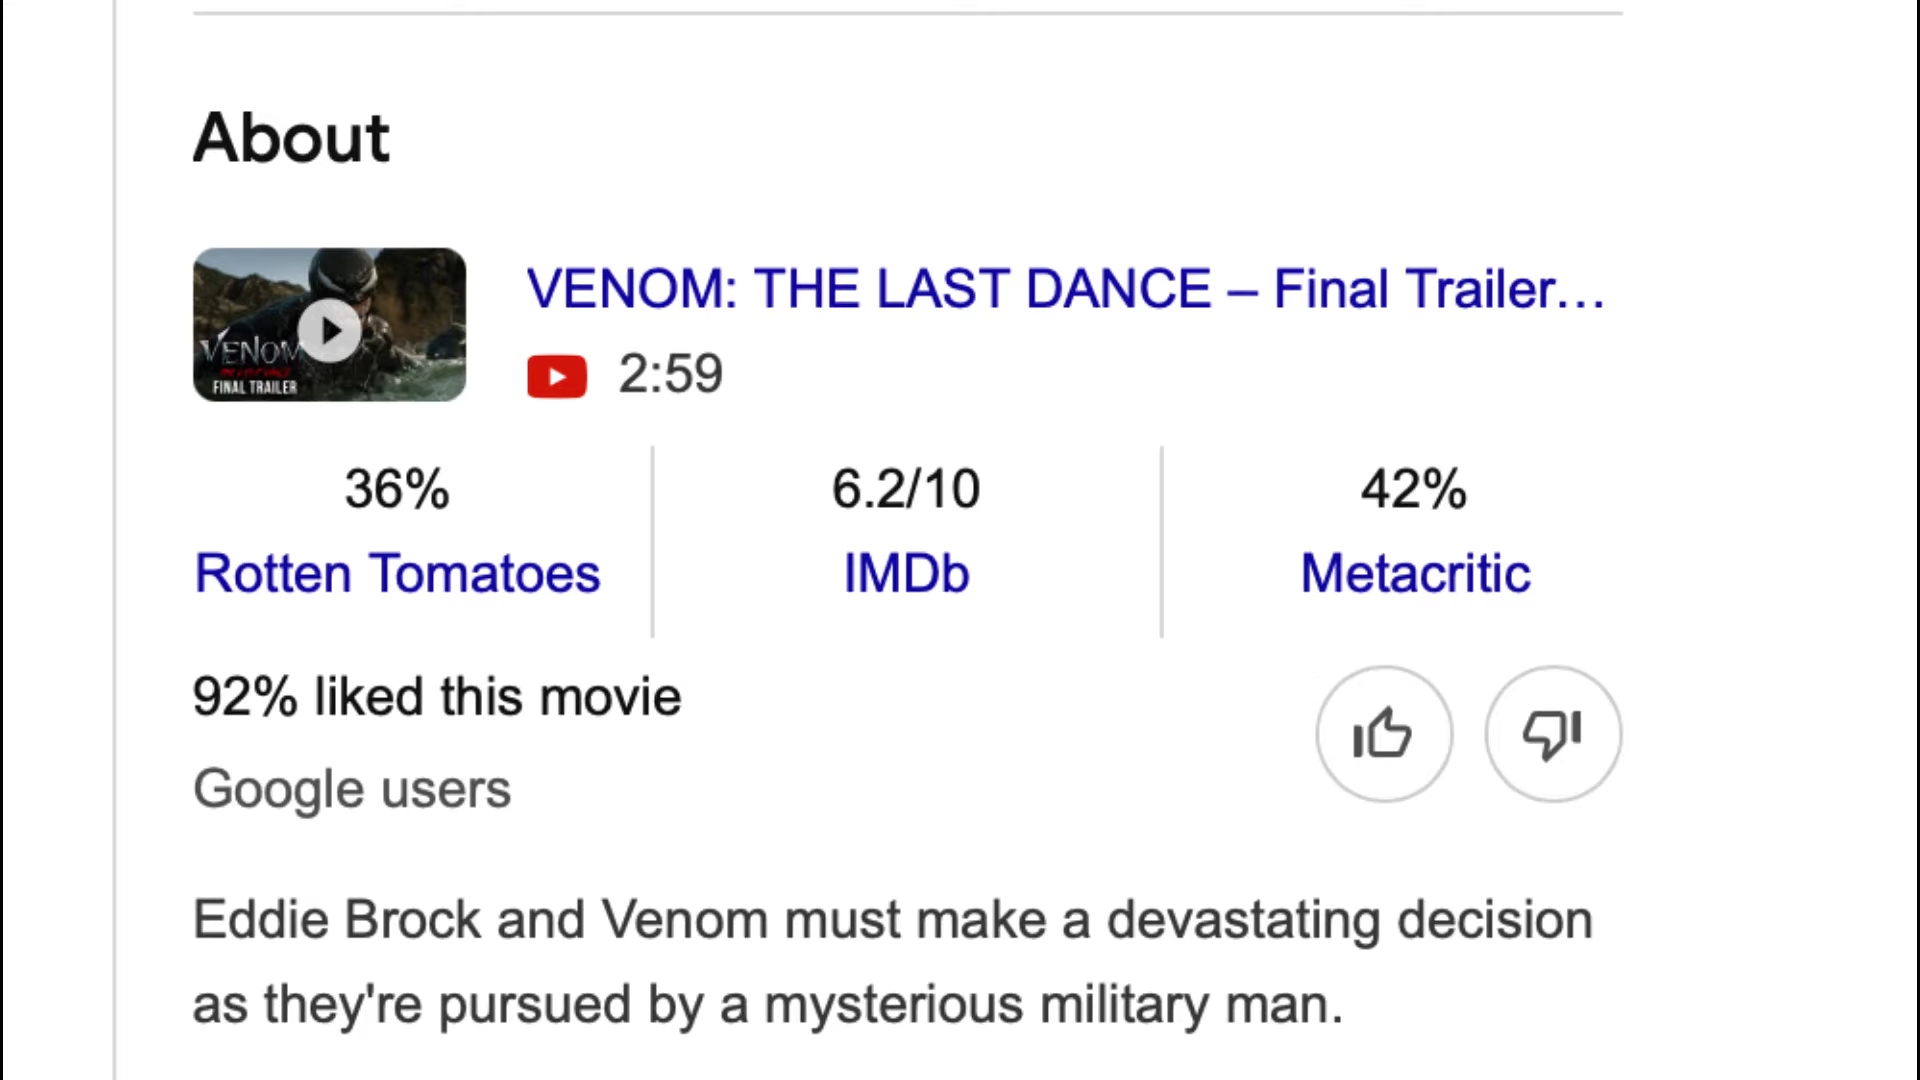 About
VENOM: THE LAST DANCE – Final Trailer...
VENOM
FINAL TRAILER
2:59
36%
6.2/10
42%
Rotten Tomatoes
IMDb
Metacritic
92% liked this movie
Google users
Eddie Brock and Venom must make a devastating decision
as they're pursued by a mysterious military man.